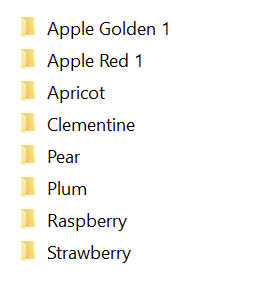 Apple Golden 1
Apple Red 1
Apricot
Clementine
Pear
Plum
Raspberry
Strawberry